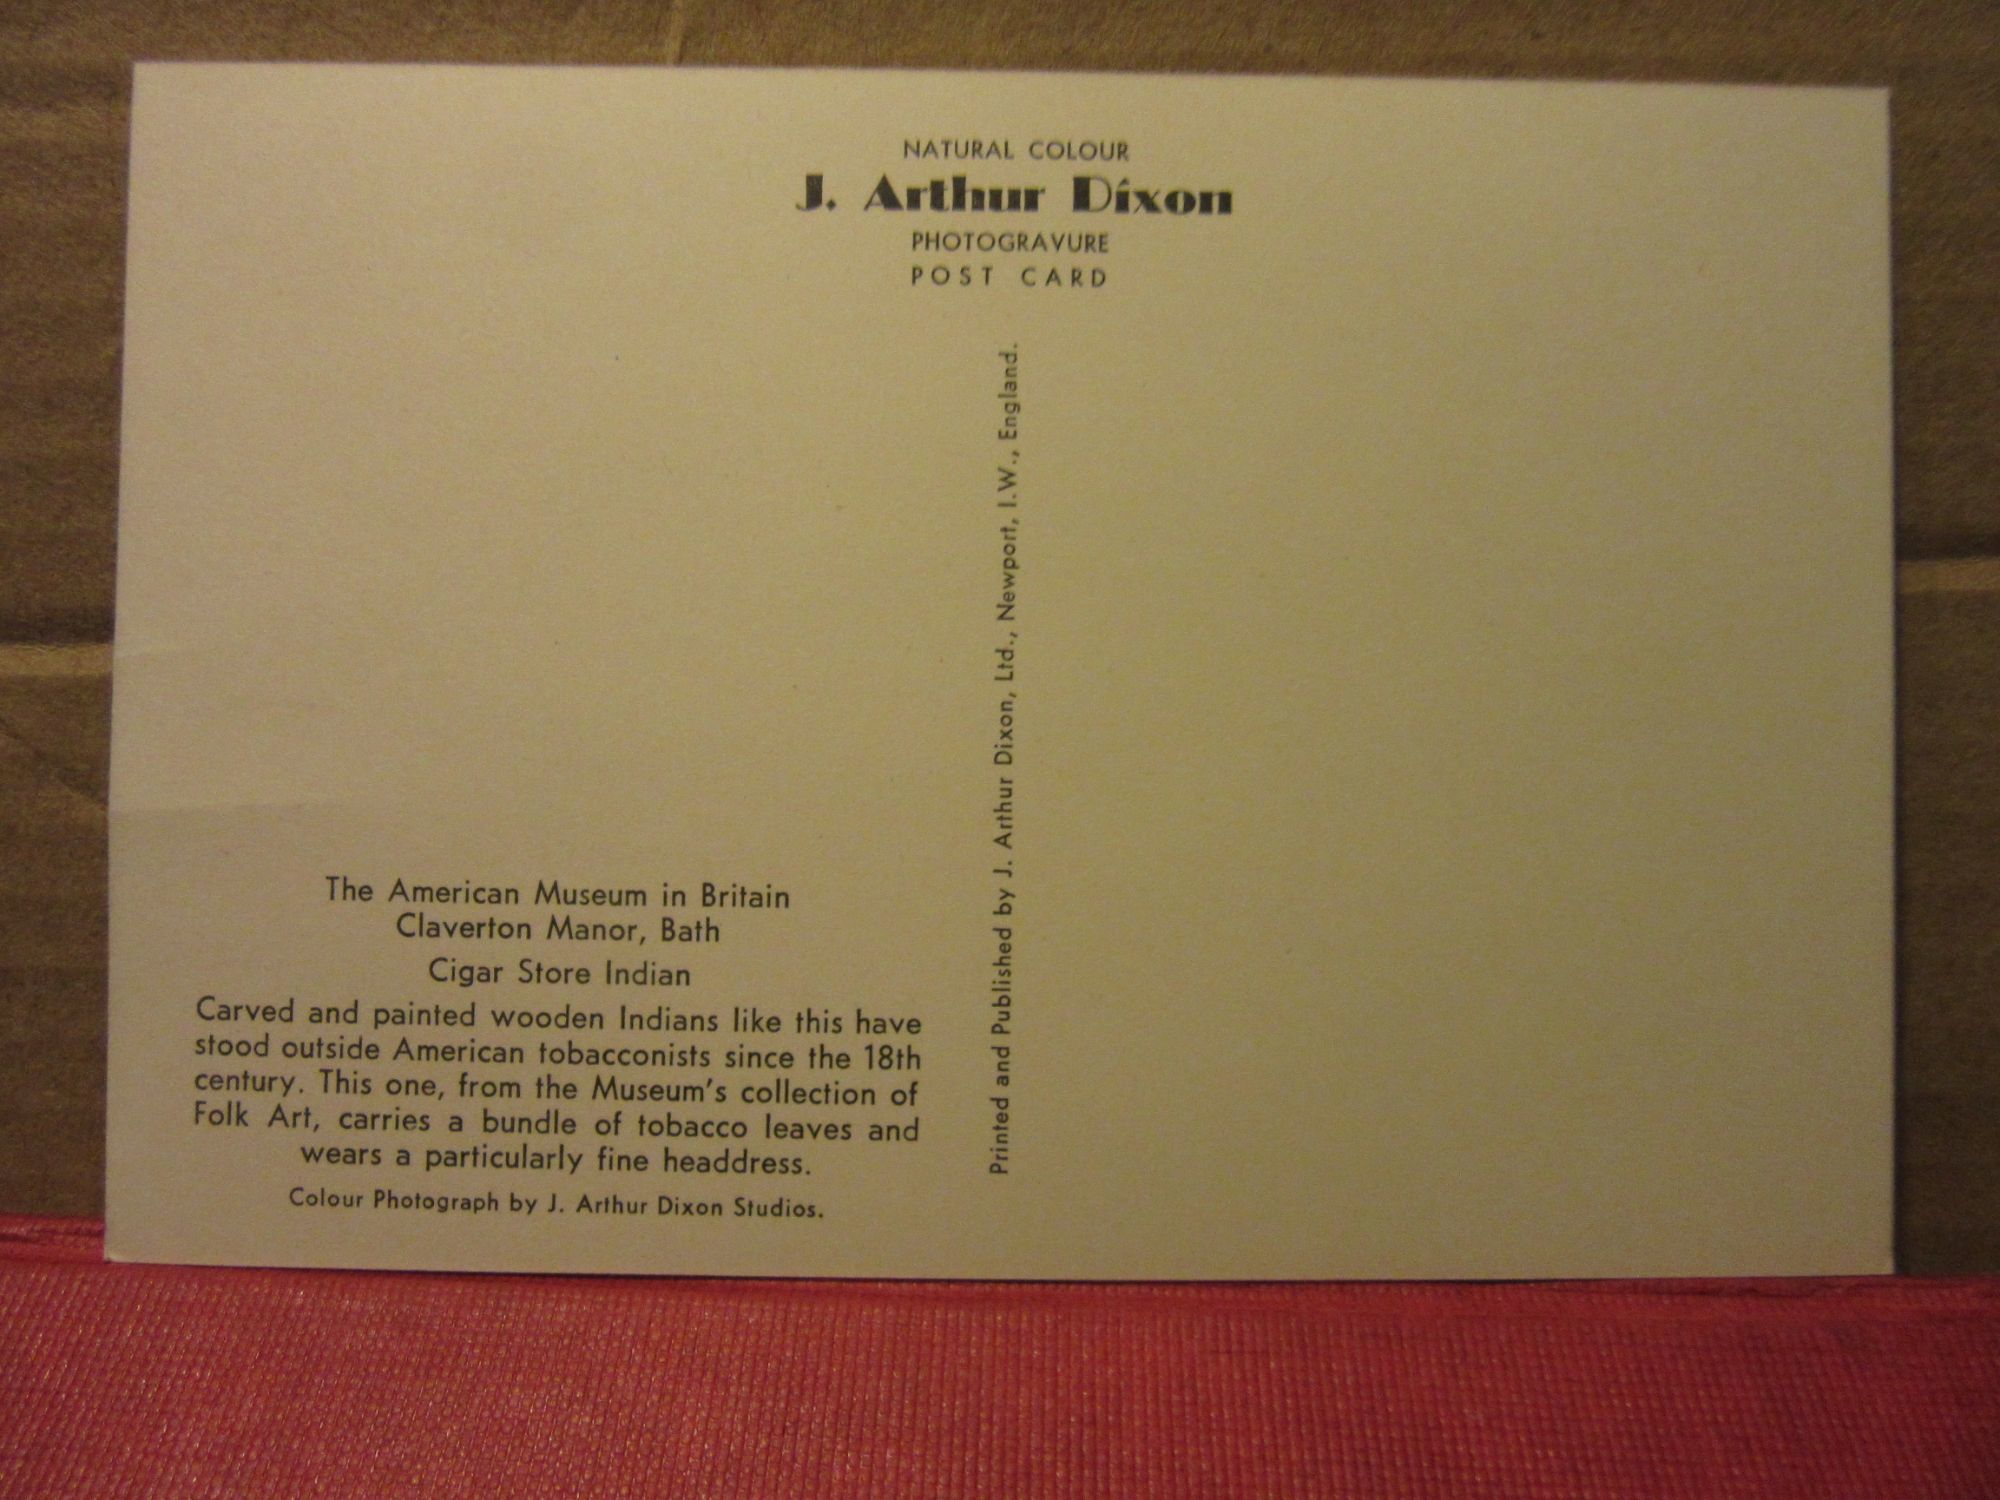 NATURAL COLOUR
J. Arthur Dixon
PHOTOGRAVURE
POST CARD
Printed and Published by J. Arthur Dixon, Ltd., Newport, I.W., England.
The American Museum in Britain
Claverton Manor, Bath
Cigar Store Indian
Carved and painted wooden Indians like this have
stood outside American tobacconists since the 18th
century. This one, from the Museum's collection of
Folk Art, carries a bundle of tobacco leaves and
wears a particularly fine headdress.
Colour Photograph by J. Arthur Dixon Studios.